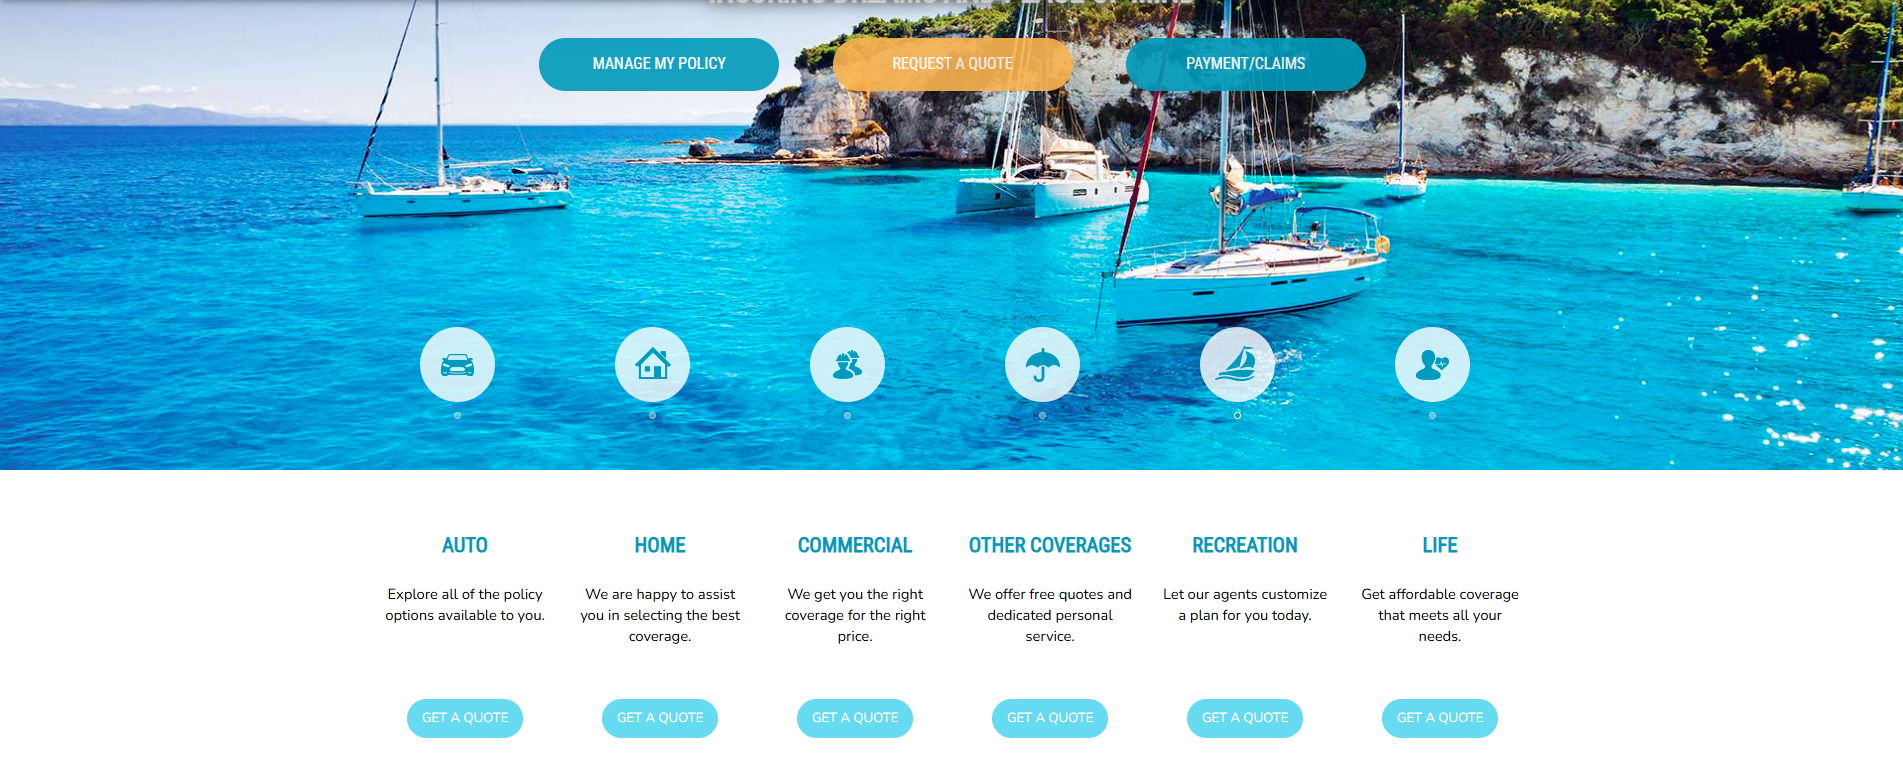 MANAGE MY POLICY
REQUEST A QUOTE
PAYMENT/CLAIMS
AUTO
HOME
COMMERCIAL
OTHER COVERAGES
RECREATION
LIFE
Explore all of the policy
options available to you.
We are happy to assist
you in selecting the best
coverage.
We get you the right
coverage for the right
price.
We offer free quotes and
dedicated personal
service.
Let our agents customize
a plan for you today.
Get affordable coverage
that meets all your
needs.
GET A QUOTE
GET A QUOTE
GET A QUOTE
GET A QUOTE
GET A QUOTE
GET A QUOTE